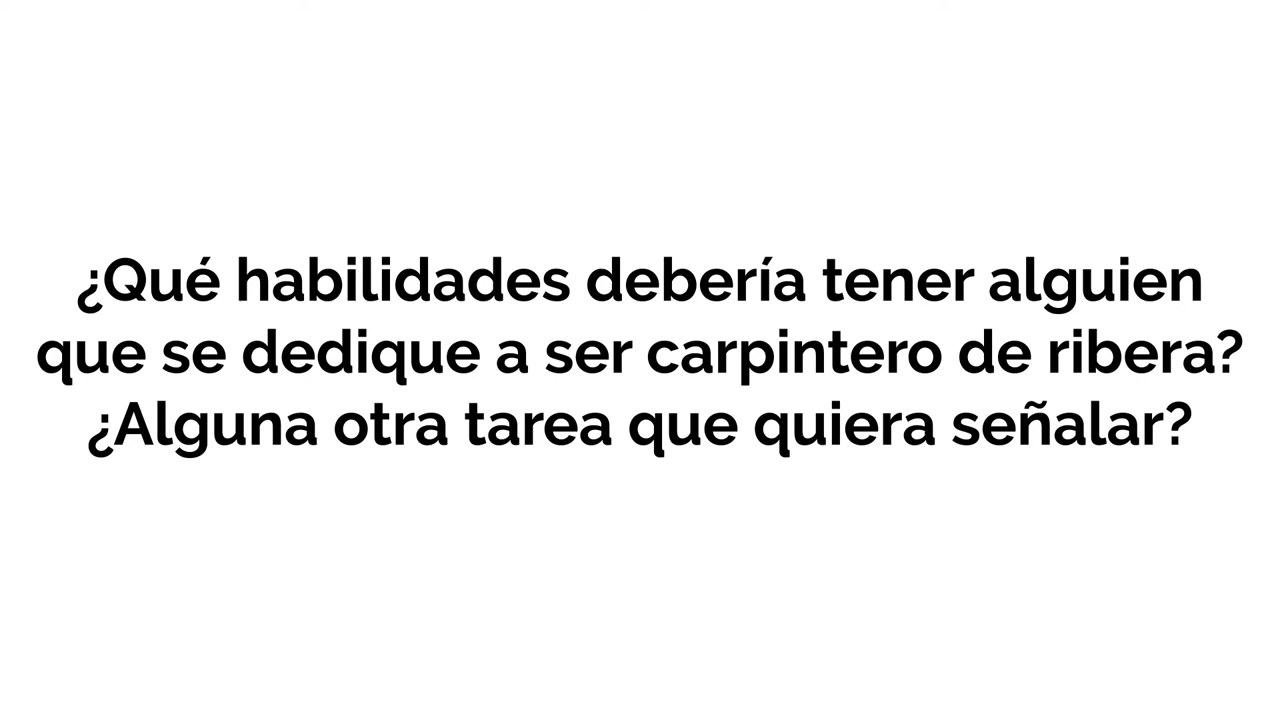 ¿Qué habilidades debería tener alguien
que se dedique a ser carpintero de ribera?
¿Alguna otra tarea que quiera señalar?